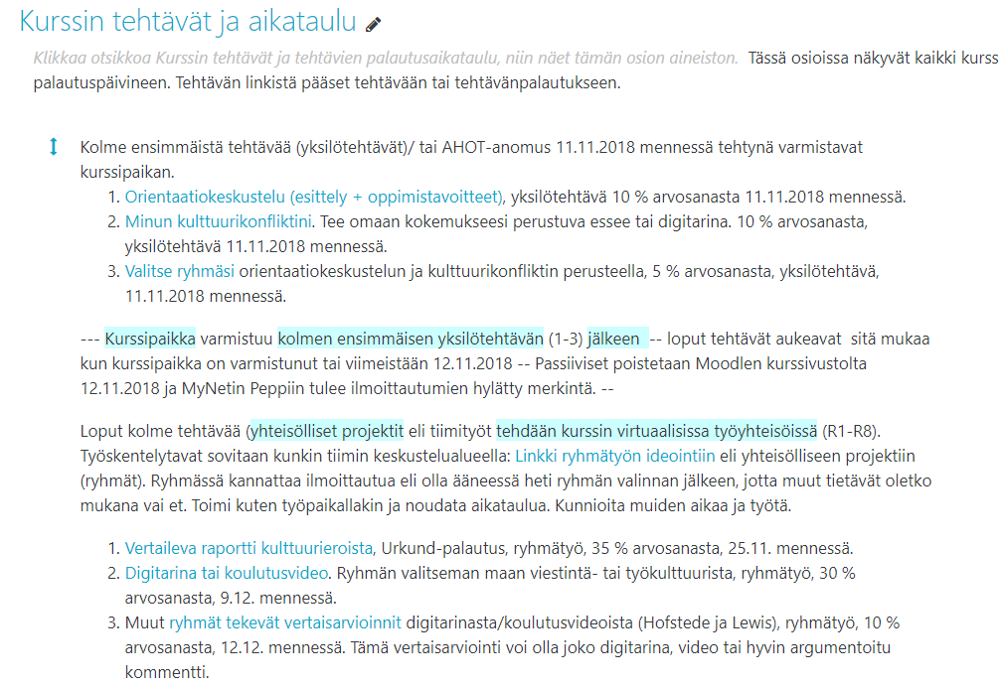 Kurssin tehtävät ja aikataulu
Klikkaa otsikkoa Kurssin tehtävät ja tehtävien palautusaikataulu, niin näet tämän osion aineiston. Tässä osioissa näkyvät kaikki kurss
palautuspäivineen. Tehtävän linkistä pääset tehtävään tai tehtävänpalautukseen.
Kolme ensimmäistä tehtävää (yksilötehtävät)/ tai AHOT-anomus 11.11.2018 mennessä tehtynä varmistavat
kurssipaikan.
1. Orientaatiokeskustelu (esittely + oppimistavoitteet), yksilötehtävä 10 % arvosanasta 11.11.2018 mennessä.
2. Minun kulttuurikonfliktini. Tee omaan kokemukseesi perustuva essee tai digitarina. 10 % arvosanasta,
yksilötehtävä 11.11.2018 mennessä.
3. Valitse ryhmäsi orientaatiokeskustelun ja kulttuurikonfliktin perusteella, 5 % arvosanasta, yksilötehtävä,
11.11.2018 mennessä.
--- Kurssipaikka varmistuu kolmen ensimmäisen yksilötehtävän (1-3) jälkeen -- loput tehtävät aukeavat sitä mukaa
kun kurssipaikka on varmistunut tai viimeistään 12.11.2018 -- Passiiviset poistetaan Moodlen kurssivustolta
12.11.2018 ja MyNetin Peppiin tulee ilmoittautumien hylätty merkintä. --
Loput kolme tehtävää (yhteisölliset projektit eli tiimityöt tehdään kurssin virtuaalisissa työyhteisöissä (R1-R8).
Työskentelytavat sovitaan kunkin tiimin keskustelualueella: Linkki ryhmätyön ideointiin eli yhteisölliseen projektiin
(ryhmät). Ryhmässä kannattaa ilmoittautua eli olla ääneessä heti ryhmän valinnan jälkeen, jotta muut tietävät oletko
mukana vai et. Toimi kuten työpaikallakin ja noudata aikataulua. Kunnioita muiden aikaa ja työtä.
1. Vertaileva raportti kulttuurieroista, Urkund-palautus, ryhmätyö, 35 % arvosanasta, 25.11. mennessä.
2. Digitarina tai koulutusvideo. Ryhmän valitseman maan viestintä- tai työkulttuurista, ryhmätyö, 30 %
arvosanasta, 9.12. mennessä.
3. Muut ryhmät tekevät vertaisarvioinnit digitarinasta/koulutusvideoista (Hofstede ja Lewis), ryhmätyö, 10 %
arvosanasta, 12.12. mennessä. Tämä vertaisarviointi voi olla joko digitarina, video tai hyvin argumentoitu
kommentti.